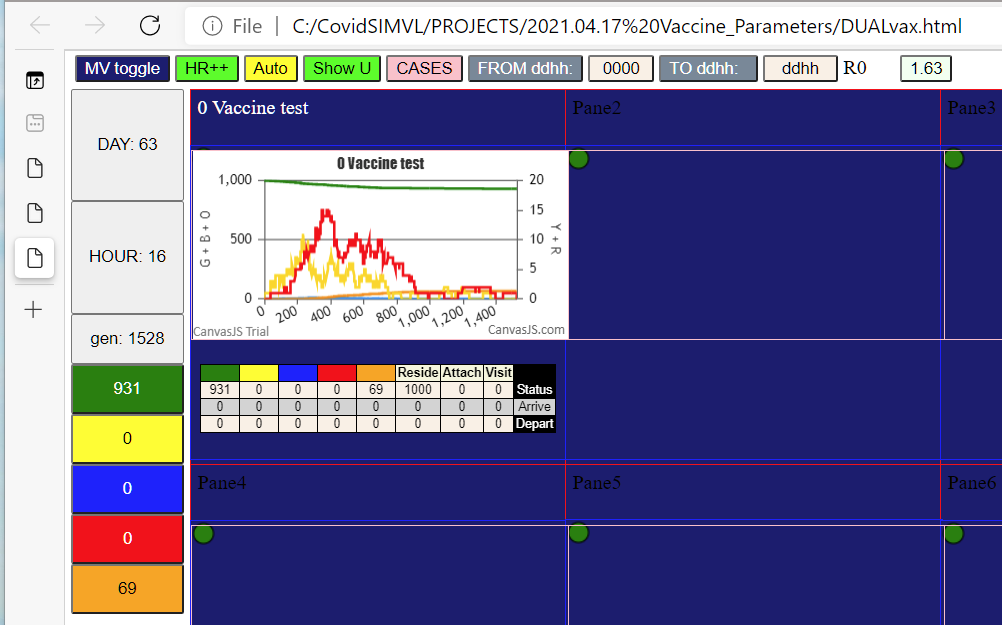 File | C:/CovidSIMVL/PROJECTS/2021.04.17%20Vaccine_Parameters/DUALvax.html
MV toggle HR++ Auto Show U CASES FROM ddhh: 0000 TO ddhh: ddhh R0 1.63
DAY: 63
HOUR: 16
gen: 1528
931
0
0
0
69
0 Vaccine test
Pane2
Pane3
0 Vaccine test
1,000
500
0
G + B + O
20
15
10
5
0
Y + R
0 200 400 600 800 1,000 1,200 1,400
CanvasJS Trial CanvasJS.com
Reside Attach Visit
931 0 0 0 69 1000 0 0 Status
0 0 0 0 0 0 0 0 Arrive
0 0 0 0 0 0 0 0 Depart
Pane4
Pane5
Pane6